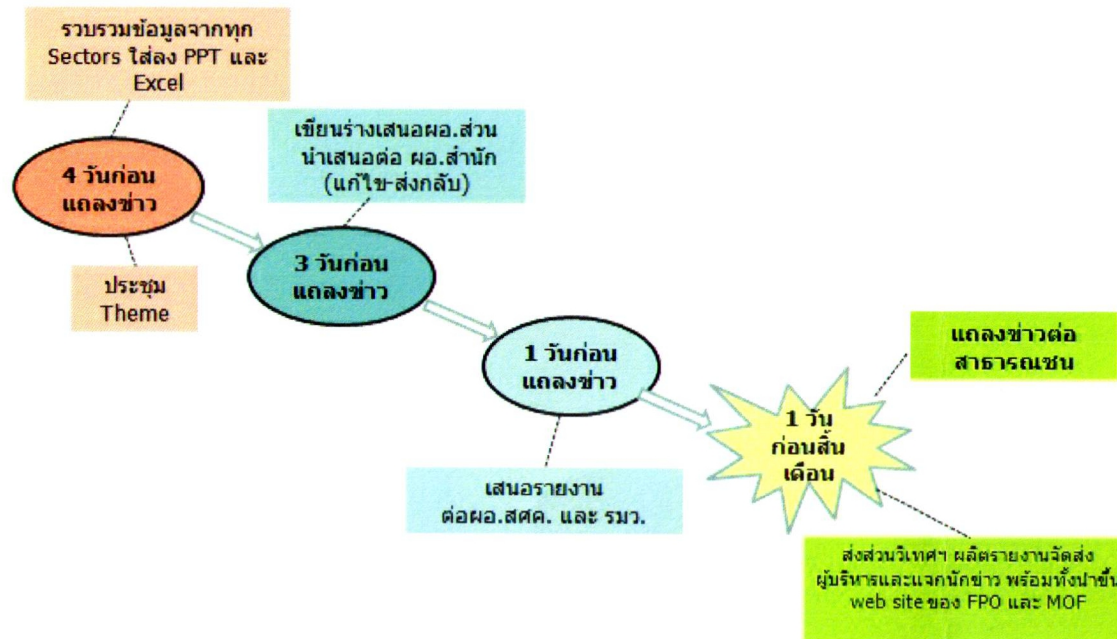 รวบรวมข้อมูลจากทุก
Sectors ใส่ลง PPT และ
Excel
4 วันก่อน
แถลงข่าว
ประชุม
Theme
เขียนร่างเสนอผอ.ส่วน
นำเสนอต่อ ผอ.สำนัก
(แก้ไข-ส่งกลับ)
3 วันก่อน
แถลงข่าว
1 วันก่อน
แถลงข่าว
เสนอรายงาน
ต่อผอ.สศค. และ รมว.
แถลงข่าวต่อ
สาธารณชน
1 วัน
ก่อนสิ้น
เดือน
ส่งส่วนวิเทศฯ ผลิตรายงานจัดส่ง
ผู้บริหารและแจกนักข่าว พร้อมทั้งนำขึ้น
web site ของ FPO และ MOF